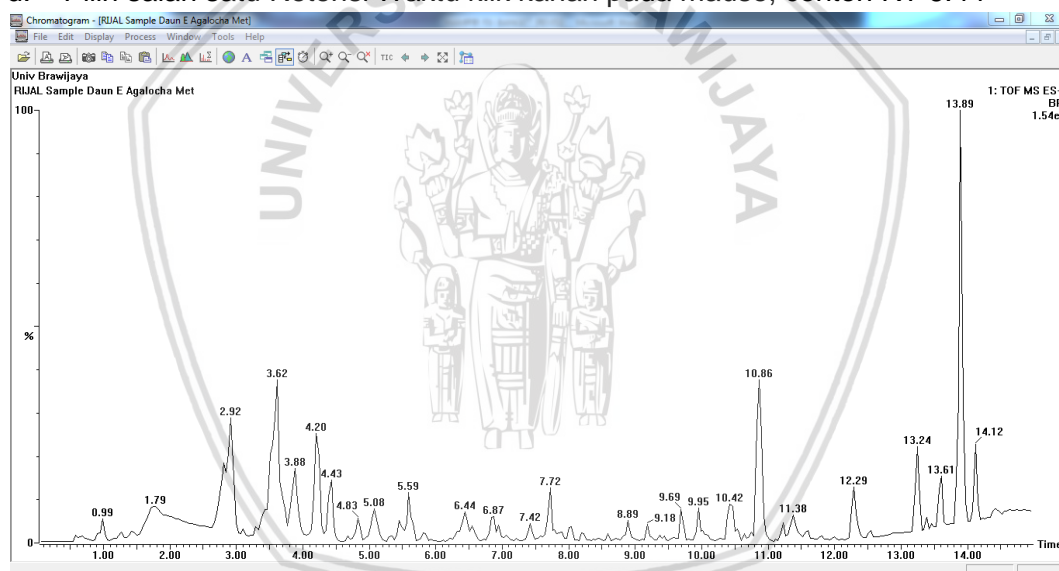 Chromatogram - [RIJAL Sample Daun E Agalocha Met]
File Edit Display Process Window Tools Help
TIC
Univ Brawijaya
RIJAL Sample Daun E Agalocha Met
1: TOF MS ES+
100
13.89
1.54e
UNIVERS AWIJAYA
%
3.62
10.86
2.92
4.20
14.12
13.24
3.88
4.43
13.61
5.59
7.72
12.29
1.79
9.69
9.95
10.42
0.99
4.83
5.08
6.44
6.87
7.42
8.89
9.18
11.38
0
1.00 2.00 3.00 4.00 5.00 6.00 7.00 8.00 9.00 10.00 11.00 12.00 13.00 14.00
Time